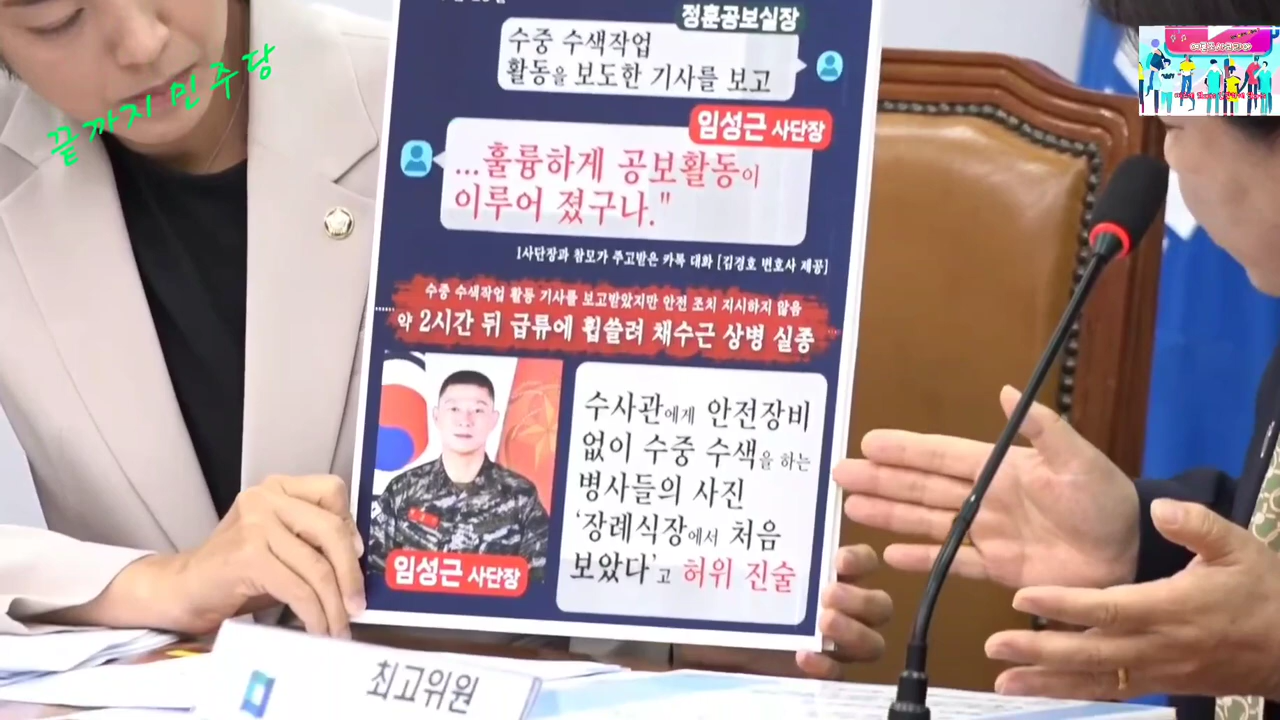 정훈공보실장
수중 수색작업
활동을 보도한 기사를 보고
끝까지 민주당
임성근 사단장
...훌륭하게 공보활동이
이루어 졌구나."
[사단장과 참모가 주고받은 카톡 대화 [김경호 변호사 제공]
수중 수색작업 활동 기사를 보고받았지만 안전 조치 지시하지 않음
약 2시간 뒤 급류에 휩쓸려 채수근 상병 실종
수사관에게 안전장비
없이 수중 수색을 하는
병사들의 사진
'장례식장에서 처음
보았다'고 허위 진술
임성근 사단장
최고위원